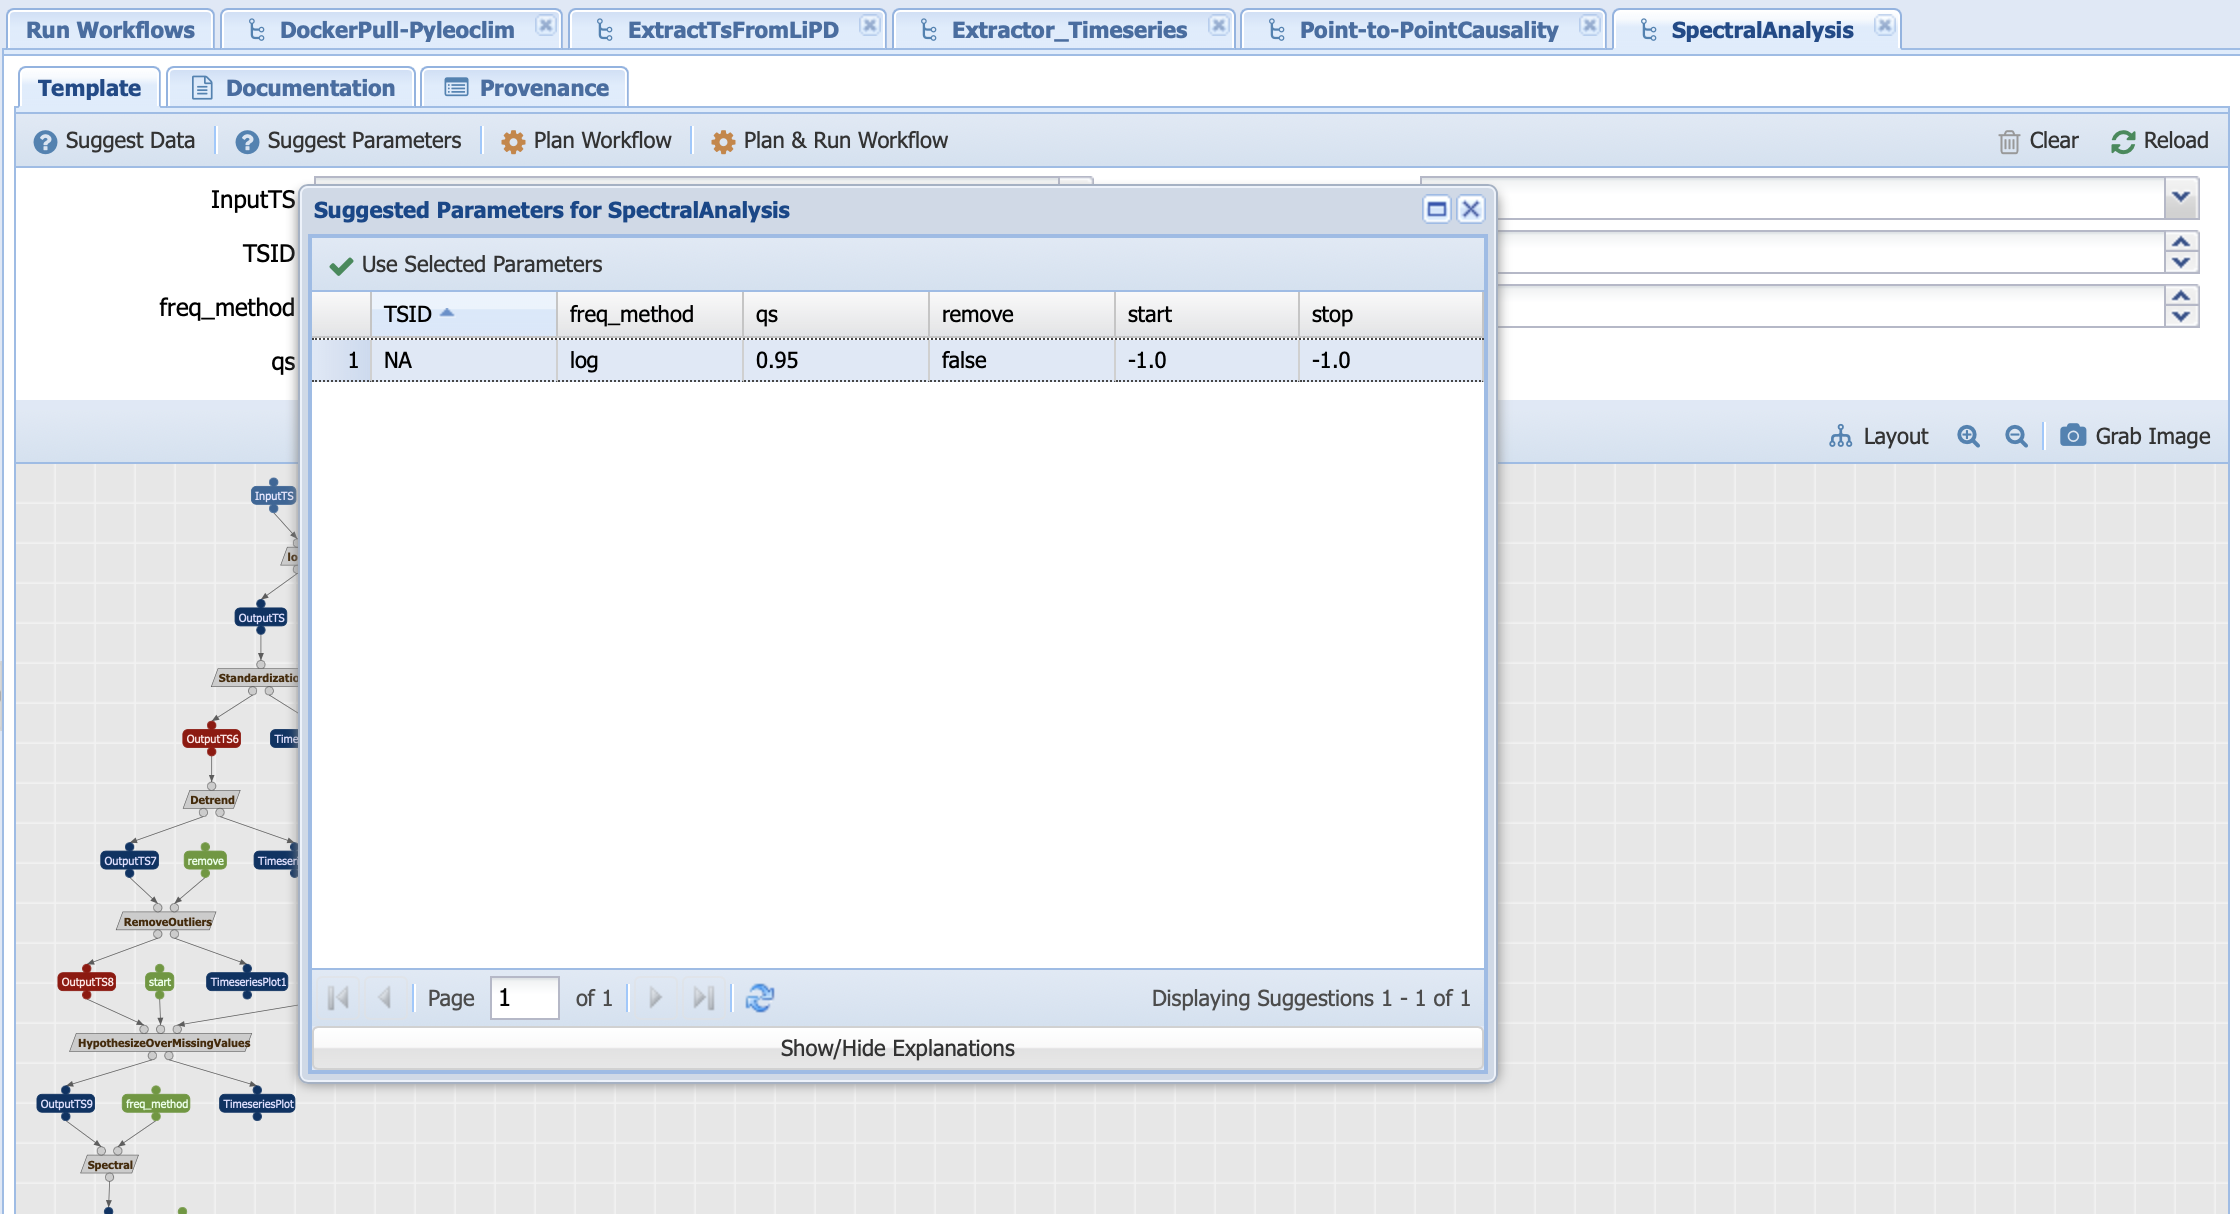 Run Workflows
DockerPull-Pyleoclim
ExtractTsFromLiPD
Extractor_Timeseries
Point-to-PointCausality
SpectralAnalysis
Template
Documentation
Provenance
Suggest Data
Suggest Parameters
Plan Workflow
Plan & Run Workflow
Clear
Reload
InputTS
TSID
freq_method
qs
Suggested Parameters for SpectralAnalysis
Use Selected Parameters
TSID freq_method qs remove start stop
1 NA log 0.95 false -1.0 -1.0
Page 1 of 1
Displaying Suggestions 1 - 1 of 1
Show/Hide Explanations
Layout
Grab Image
InputTS
lo
OutputTS
Standardizatio
OutputTS6
Time
Detrend
OutputTS7
remove
Timeseri
RemoveOutliers
OutputTS8
start
TimeseriesPlot1
HypothesizeOverMissingValues
OutputTS9
freq_method
TimeseriesPlot
Spectral